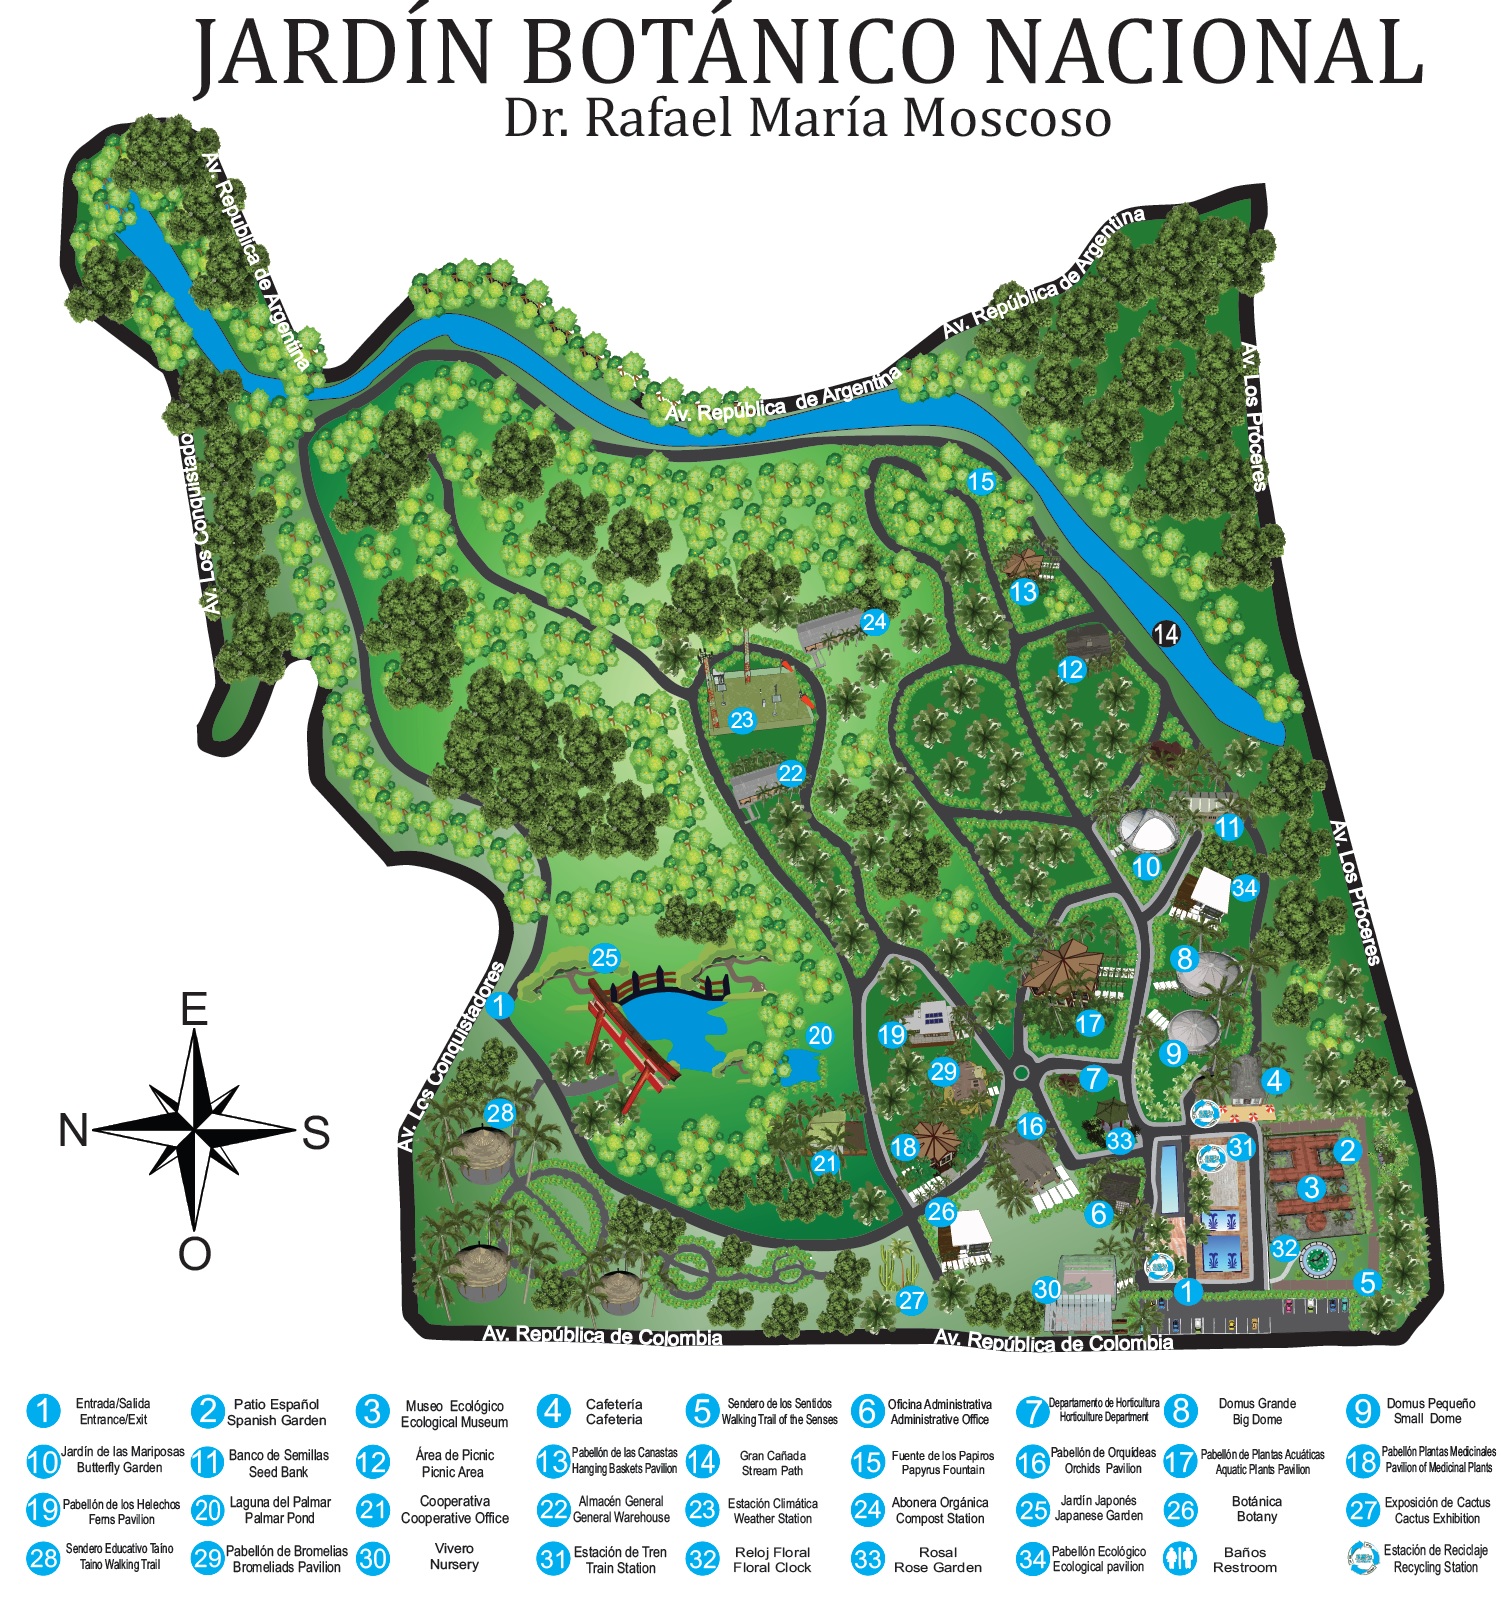 JARDÍN BOTÁNICO NACIONAL
Dr. Rafael María Moscoso
Av. República de Argentina
Av. República de Argentina
Av. República de Argentina
Av. República de Argentina
Av. Los Próceres
Av. Los Conquistado
15
13
14
24
12
23
22
11
10
34
Av. Los Próceres
25
8
1
Av. Los Conquistadores
17
19
20
9
29
7
4
28
16
33
18
31
2
21
3
26
6
32
27
30
1
5
E
N
S
O
Av. República de Colombia
Av. República de Colombia
1 Entrada/Salida
Entrance/Exit
2 Patio Español
Spanish Garden
3 Museo Ecológico
Ecological Museum
4 Cafetería
Cafeteria
5 Sendero de los Sentidos
Walking Trail of the Senses
6 Oficina Administrativa
Administrative Office
7 Departamento de Horticultura
Horticulture Department
8 Domus Grande
Big Dome
9 Domus Pequeño
Small Dome
10 Jardín de las Mariposas
Butterfly Garden
11 Banco de Semillas
Seed Bank
12 Área de Picnic
Picnic Area
13 Pabellón de las Canastas
Hanging Baskets Pavilion
14 Gran Cañada
Stream Path
15 Fuente de los Papiros
Papyrus Fountain
16 Pabellón de Orquídeas
Orchids Pavilion
17 Pabellón de Plantas Acuáticas
Aquatic Plants Pavilion
18 Pabellón Plantas Medicinales
Pavilion of Medicinal Plants
19 Pabellón de los Helechos
Ferns Pavilion
20 Laguna del Palmar
Palmar Pond
21 Cooperativa
Cooperative Office
22 Almacén General
General Warehouse
23 Estación Climática
Weather Station
24 Abonera Orgánica
Compost Station
25 Jardín Japonés
Japanese Garden
26 Botánica
Botany
27 Exposición de Cactus
Cactus Exhibition
28 Sendero Educativo Taíno
Taino Walking Trail
29 Pabellón de Bromelias
Bromeliads Pavilion
30 Vivero
Nursery
31 Estación de Tren
Train Station
32 Reloj Floral
Floral Clock
33 Rosal
Rose Garden
34 Pabellón Ecológico
Ecological pavilion
Baños
Restroom
Estación de Reciclaje
Recycling Station